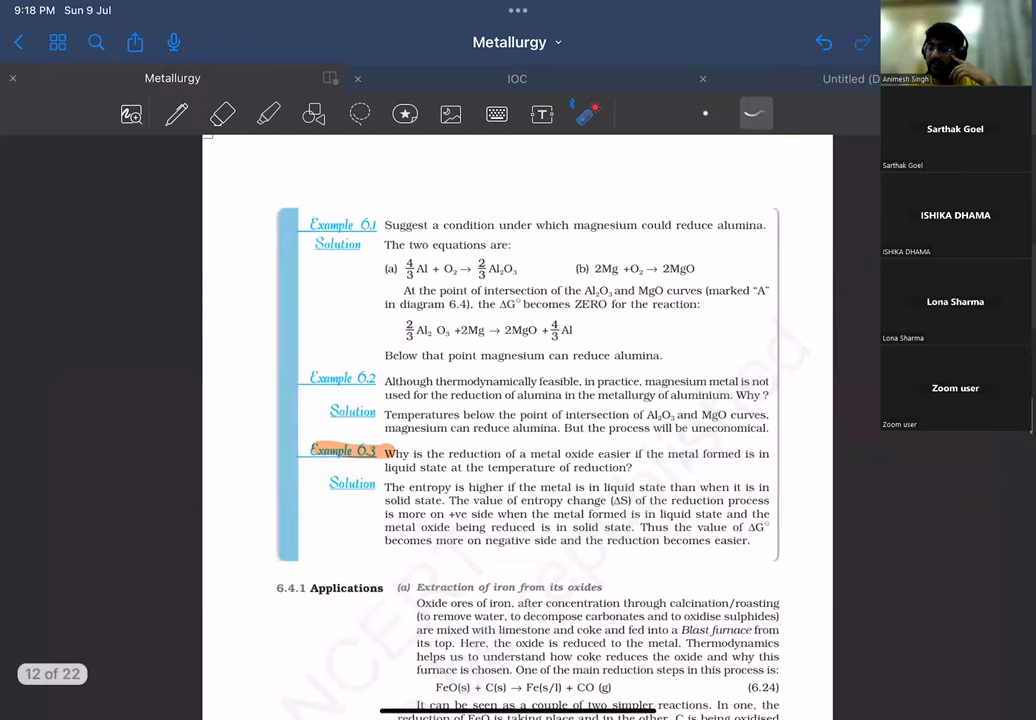 9:18 PM Sun 9 Jul
Metallurgy
Animesh Singh
Metallurgy
IOC
Untitled (D
Sarthak Goel
Sarthak Goel
ISHIKA DHAMA
ISHIKA DHAMA
Lona Sharma
Lona Sharma
Zoom user
Zoom user
Example 6.1 Suggest a condition under which magnesium could reduce alumina.
Solution The two equations are:
(a) 4/3 Al + O₂ → 2/3 Al₂O₃ (b) 2Mg +O₂ → 2MgO
At the point of intersection of the Al₂O₃ and MgO curves (marked "A"
in diagram 6.4), the ΔG⊖ becomes ZERO for the reaction:
2/3 Al₂ O₃ +2Mg → 2MgO + 4/3 Al
Below that point magnesium can reduce alumina.
Example 6.2 Although thermodynamically feasible, in practice, magnesium metal is not
used for the reduction of alumina in the metallurgy of aluminium. Why ?
Solution Temperatures below the point of intersection of Al₂O₃ and MgO curves,
magnesium can reduce alumina. But the process will be uneconomical.
Example 6.3 Why is the reduction of a metal oxide easier if the metal formed is in
liquid state at the temperature of reduction?
Solution The entropy is higher if the metal is in liquid state than when it is in
solid state. The value of entropy change (ΔS) of the reduction process
is more on +ve side when the metal formed is in liquid state and the
metal oxide being reduced is in solid state. Thus the value of ΔG⊖
becomes more on negative side and the reduction becomes easier.
6.4.1 Applications (a) Extraction of iron from its oxides
Oxide ores of iron, after concentration through calcination/roasting
(to remove water, to decompose carbonates and to oxidise sulphides)
are mixed with limestone and coke and fed into a Blast furnace from
its top. Here, the oxide is reduced to the metal. Thermodynamics
helps us to understand how coke reduces the oxide and why this
furnace is chosen. One of the main reduction steps in this process is:
12 of 22
FeO(s) + C(s) → Fe(s/l) + CO (g) (6.24)
It can be seen as a couple of two simpler reactions. In one, the
reduction of FeO is taking place and in the other, C is being oxidised